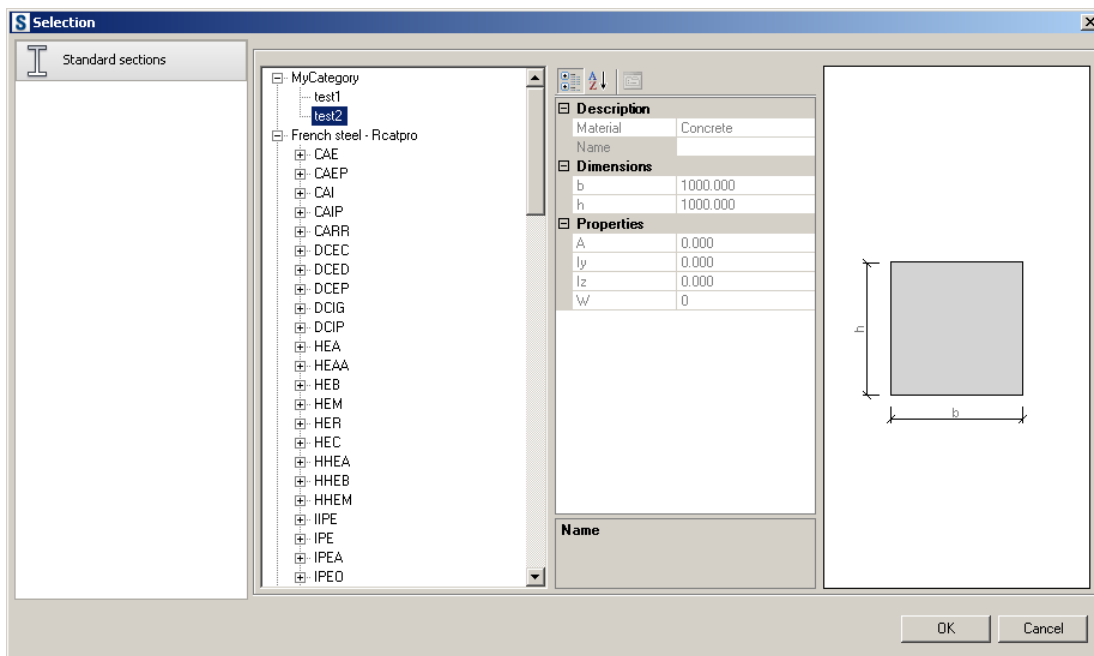 S Selection
Standard sections
MyCategory
test1
test2
French steel - Rcatpro
CAE
CAEP
CAI
CAIP
CARR
DCEC
DCED
DCEP
DCIG
DCIP
HEA
HEAA
HEB
HEM
HER
HEC
HHEA
HHEB
HHEM
IIPE
IPE
IPEA
IPEO
A Z
Description
Material Concrete
Name
Dimensions
b 1000.000
h 1000.000
Properties
A 0.000
Iy 0.000
Iz 0.000
W 0
Name
h
b
OK Cancel